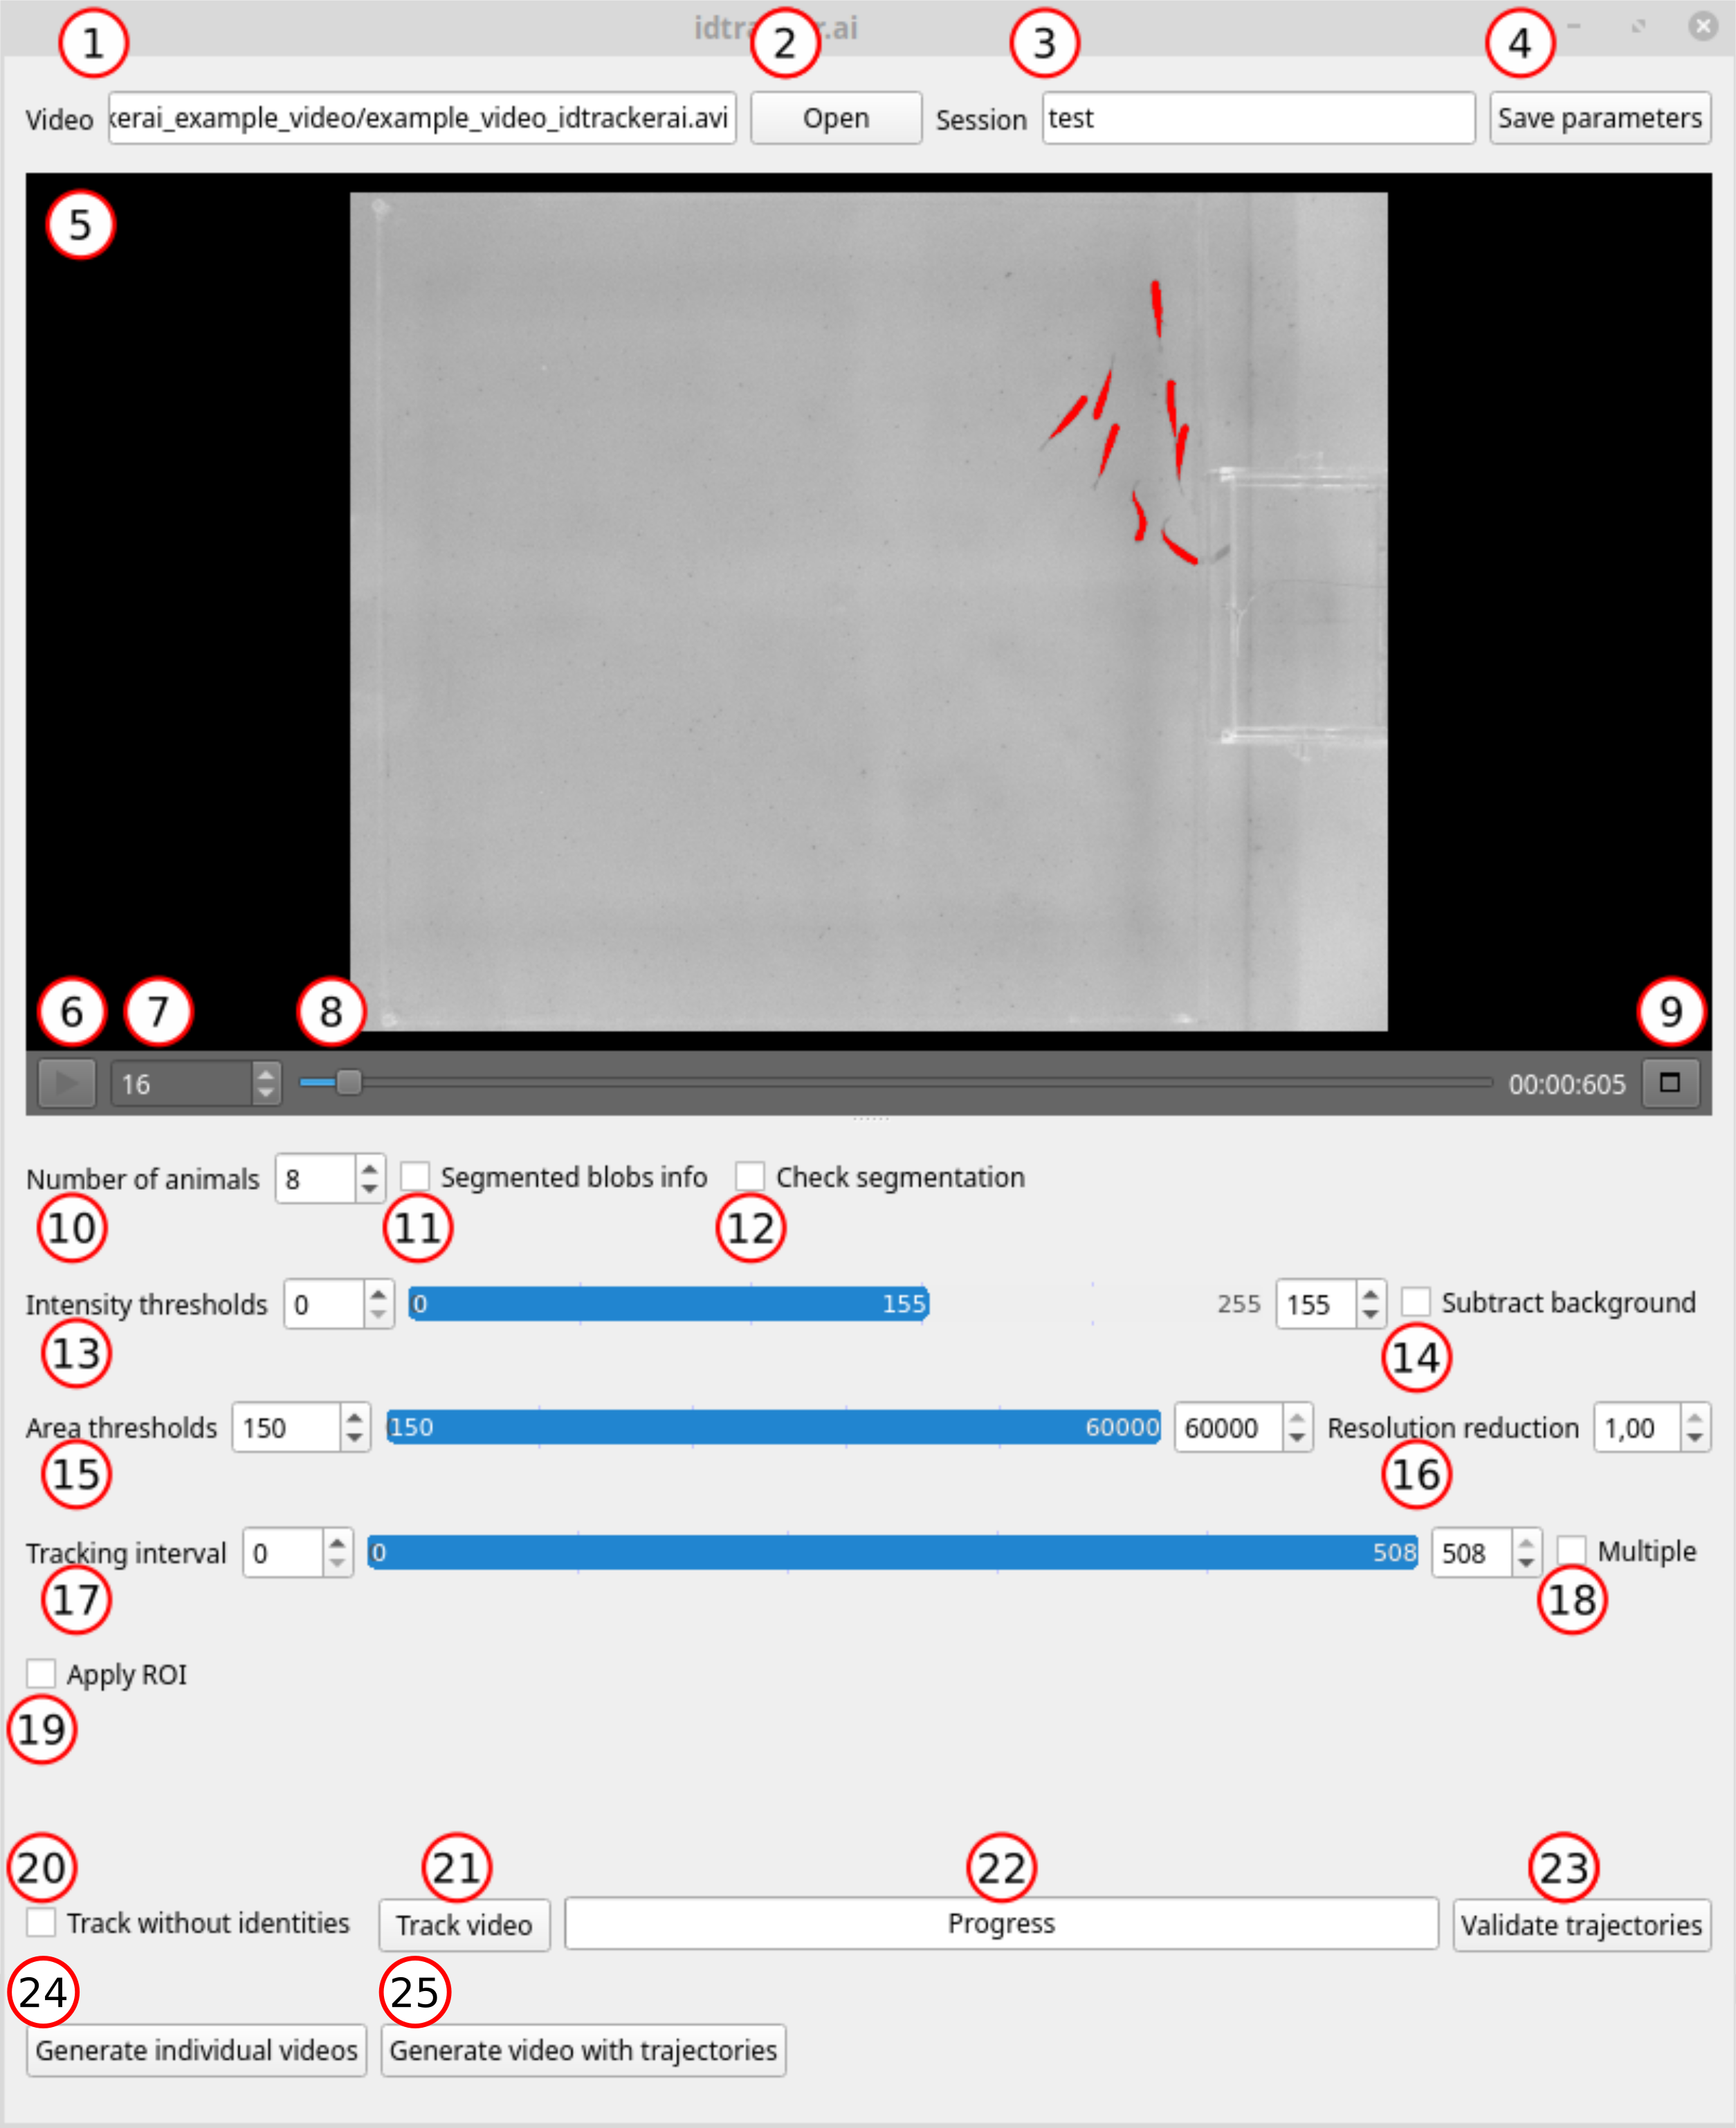 idtra r.ai
1 2 3 4
Video kerai_example_video/example_video_idtrackerai.avi Open Session test Save parameters
5
6 7 8 9
16 00:00:605
Number of animals 8 Segmented blobs info Check segmentation
10 11 12
Intensity thresholds 0 0 155 255 155 Subtract background
13 14
Area thresholds 150 150 60000 60000 Resolution reduction 1,00
15 16
Tracking interval 0 0 508 508 Multiple
17 18
Apply ROI
19
20 21 22 23
Track without identities Track video Progress Validate trajectories
24 25
Generate individual videos Generate video with trajectories